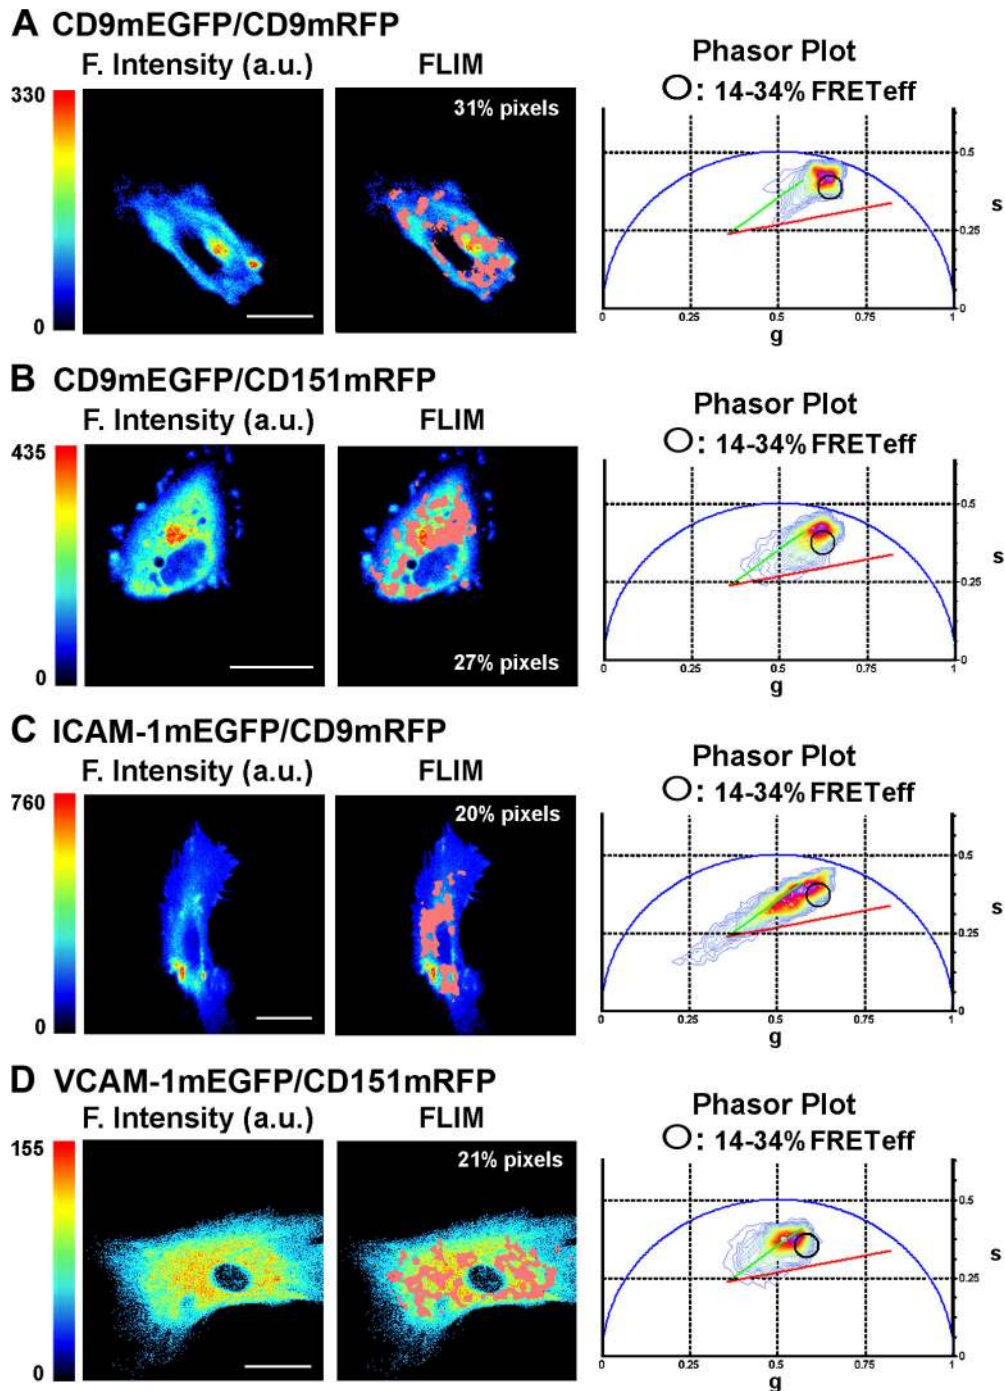 A CD9mEGFP/CD9mRFP
F. Intensity (a.u.) FLIM Phasor Plot
O: 14-34% FRETeff
330
31% pixels
0
0.5
s
0.25
0
0 0.25 0.5 0.75 1
g
B CD9mEGFP/CD151mRFP
F. Intensity (a.u.) FLIM Phasor Plot
O: 14-34% FRETeff
435
27% pixels
0
0.5
s
0.25
0
0 0.25 0.5 0.75 1
g
C ICAM-1mEGFP/CD9mRFP
F. Intensity (a.u.) FLIM Phasor Plot
O: 14-34% FRETeff
760
20% pixels
0
0.5
s
0.25
0
0 0.25 0.5 0.75 1
g
D VCAM-1mEGFP/CD151mRFP
F. Intensity (a.u.) FLIM Phasor Plot
O: 14-34% FRETeff
155
21% pixels
0
0.5
s
0.25
0
0 0.25 0.5 0.75 1
g